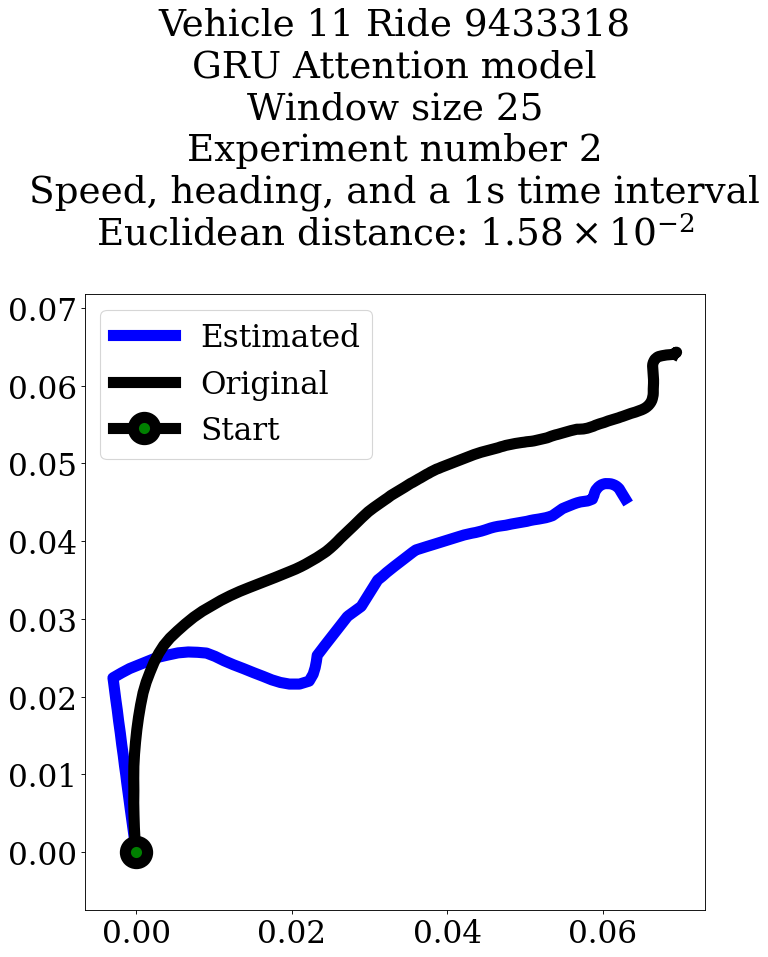 Vehicle 11 Ride 9433318
GRU Attention model
Window size 25
Experiment number 2
Speed, heading, and a 1s time interval
Euclidean distance: 1.58 × 10⁻²
0.07
0.06
0.05
0.04
0.03
0.02
0.01
0.00
Estimated
Original
Start
0.00 0.02 0.04 0.06